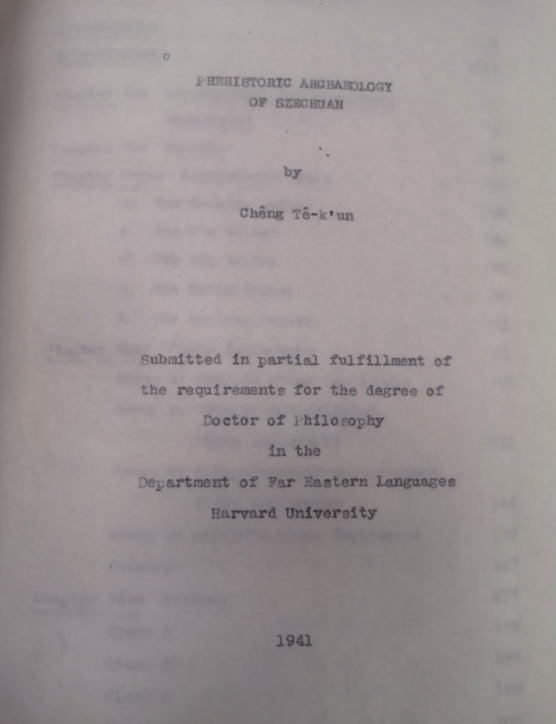 PREHISTORIC ARCHAEOLOGY
OF SZECHUAN
by
Chêng Tê-k'un
Submitted in partial fulfillment of
the requirements for the degree of
Doctor of Philosophy
in the
Department of Far Eastern Languages
Harvard University
1941